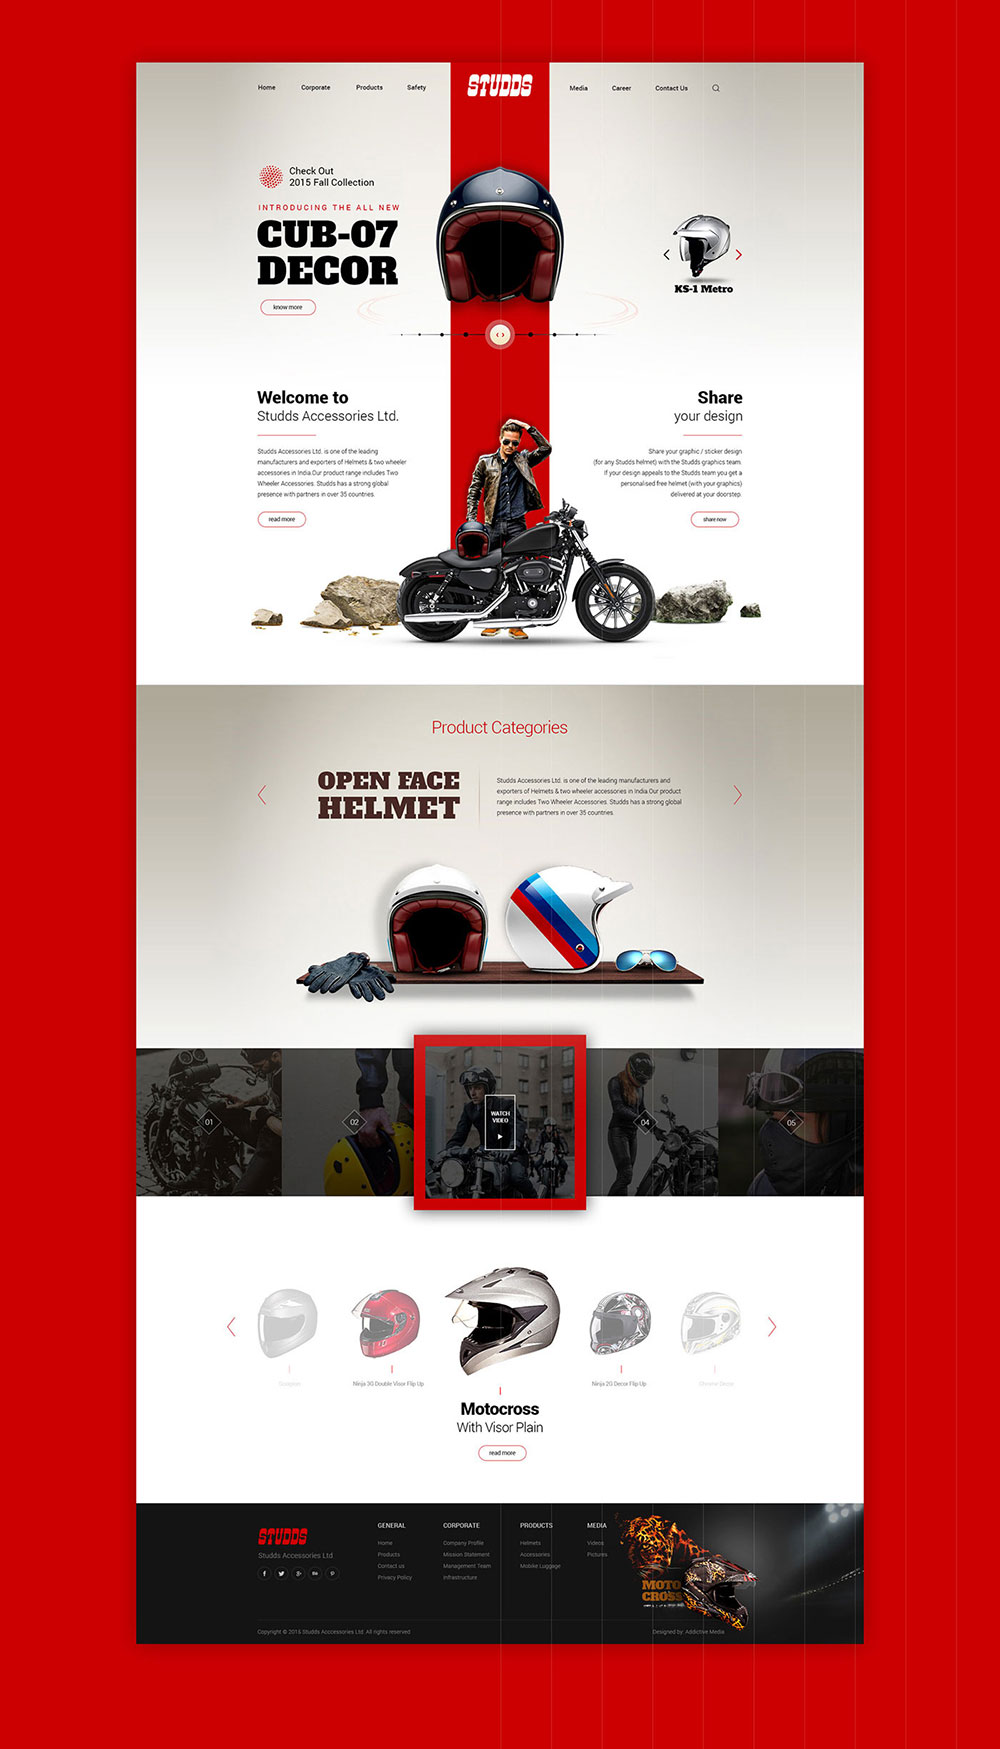 Home Corporate Products Safety STUDDS Media Career Contact Us
Check Out
2015 Fall Collection
INTRODUCING THE ALL NEW
CUB-07
DECOR
know more
KS-1 Metro
Welcome to
Studds Accessories Ltd.
Studds Accessories Ltd. is one of the leading
manufacturers and exporters of Helmets & two wheeler
accessories in India.Our product range includes Two
Wheeler Accessories. Studds has a strong global
presence with partners in over 35 countries.
read more
Share
your design
Share your graphic / sticker design
(for any Studds helmet) with the Studds graphics team.
If your design appeals to the Studds team you get a
personalised free helmet (with your graphics)
delivered at your doorstep.
share now
Product Categories
OPEN FACE
HELMET
Studds Accessories Ltd. is one of the leading manufacturers and
exporters of Helmets & two wheeler accessories in India.Our product
range includes Two Wheeler Accessories. Studds has a strong global
presence with partners in over 35 countries.
01
02
WATCH
VIDEO
04
05
Scorpion
Ninja 3G Double Visor Flip Up
Ninja 2G Decor Flip Up
Chrome Decor
Motocross
With Visor Plain
read more
STUDDS
Studds Accessories Ltd
GENERAL
Home
Products
Contact us
Privacy Policy
CORPORATE
Company Profile
Mission Statement
Management Team
Infrastructure
PRODUCTS
Helmets
Accessories
Mobike Luggage
MEDIA
Videos
Pictures
MOTO
CROSS
Copyright © 2016 Studds Acccessories Ltd. All rights reserved
Designed by: Addictive Media